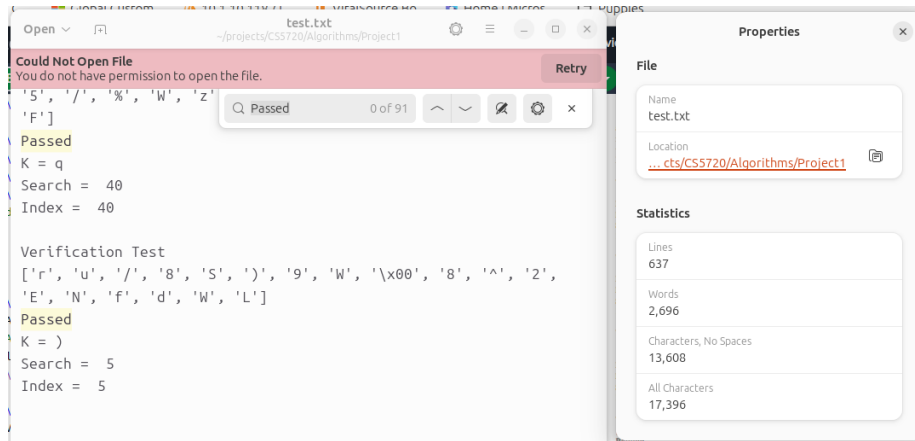 Open
test.txt
~/projects/CS5720/Algorithms/Project1
Could Not Open File
You do not have permission to open the file.
Retry
'5', '/', '%', 'W', 'z'
'F']
Passed
0 of 91
Passed
K = q
Search =  40
Index =  40
Verification Test
['r', 'u', '/', '8', 'S', ')', '9', 'W', '\x00', '8', '^', '2',
'E', 'N', 'f', 'd', 'W', 'L']
Passed
K = )
Search =  5
Index =  5
Properties
File
Name
test.txt
Location
... cts/CS5720/Algorithms/Project1
Statistics
Lines
637
Words
2,696
Characters, No Spaces
13,608
All Characters
17,396